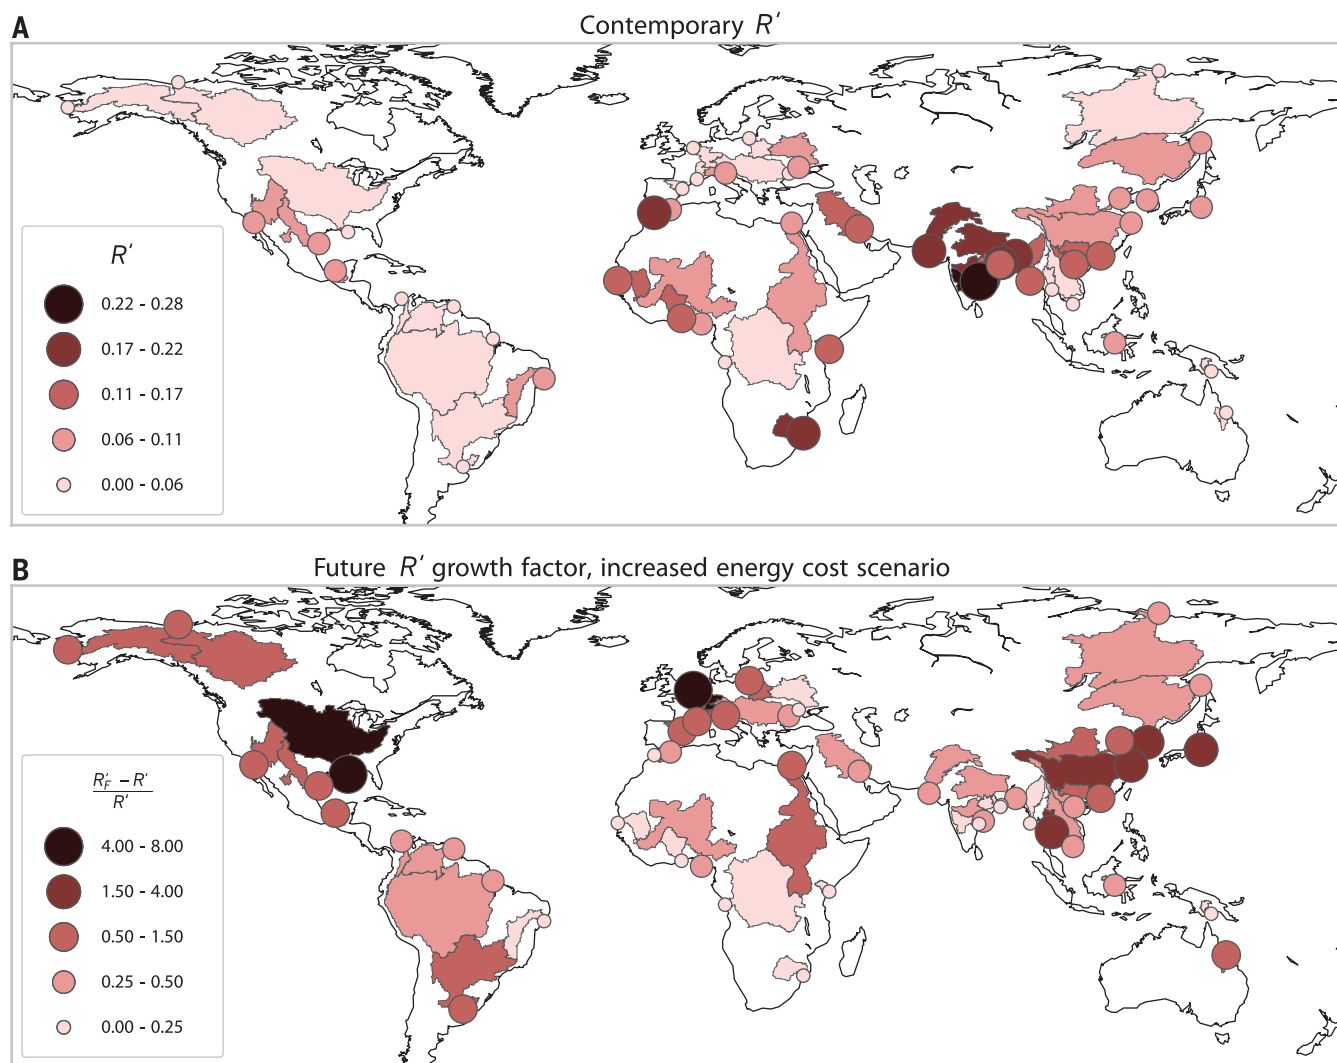 A
Contemporary R′
R′
0.22 - 0.28
0.17 - 0.22
0.11 - 0.17
0.06 - 0.11
0.00 - 0.06
B
Future R′ growth factor, increased energy cost scenario
R′F − R′
R′
4.00 - 8.00
1.50 - 4.00
0.50 - 1.50
0.25 - 0.50
0.00 - 0.25